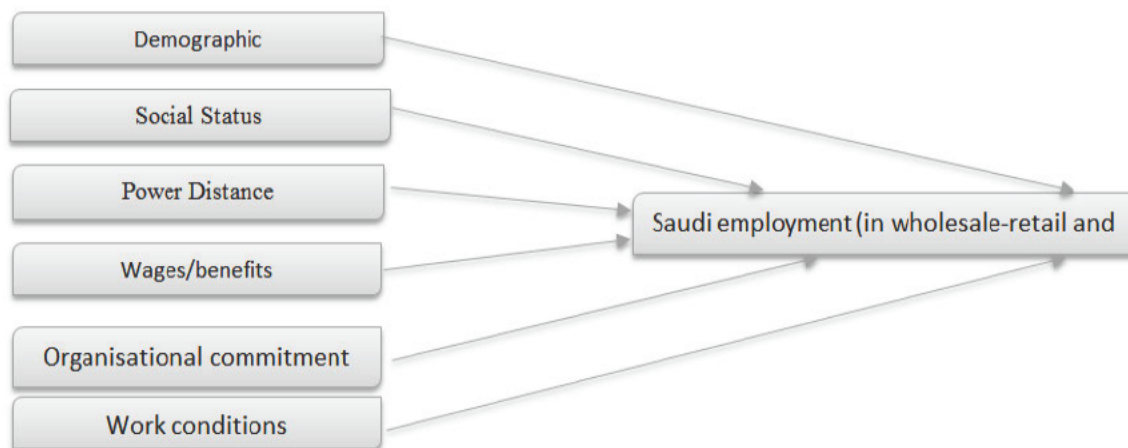 Demographic
Social Status
Power Distance
Saudi employment (in wholesale-retail and
Wages/benefits
Organisational commitment
Work conditions